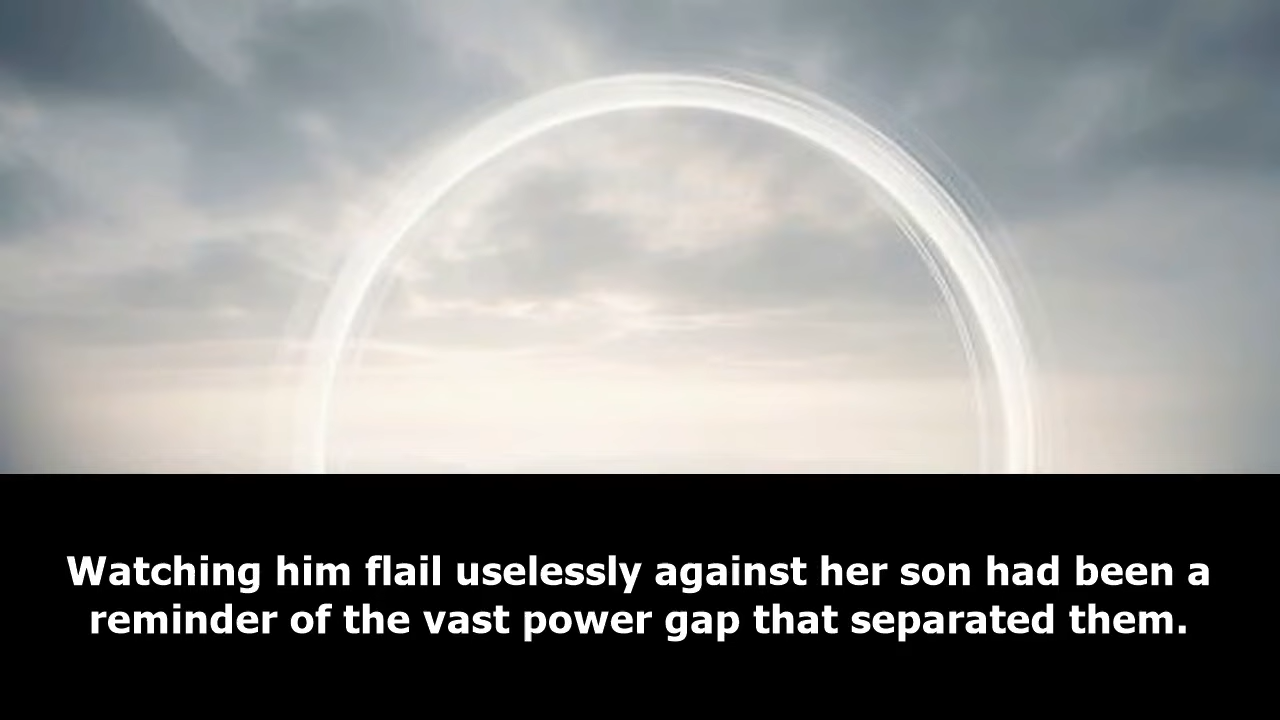 Watching him flail uselessly against her son had been a
reminder of the vast power gap that separated them.